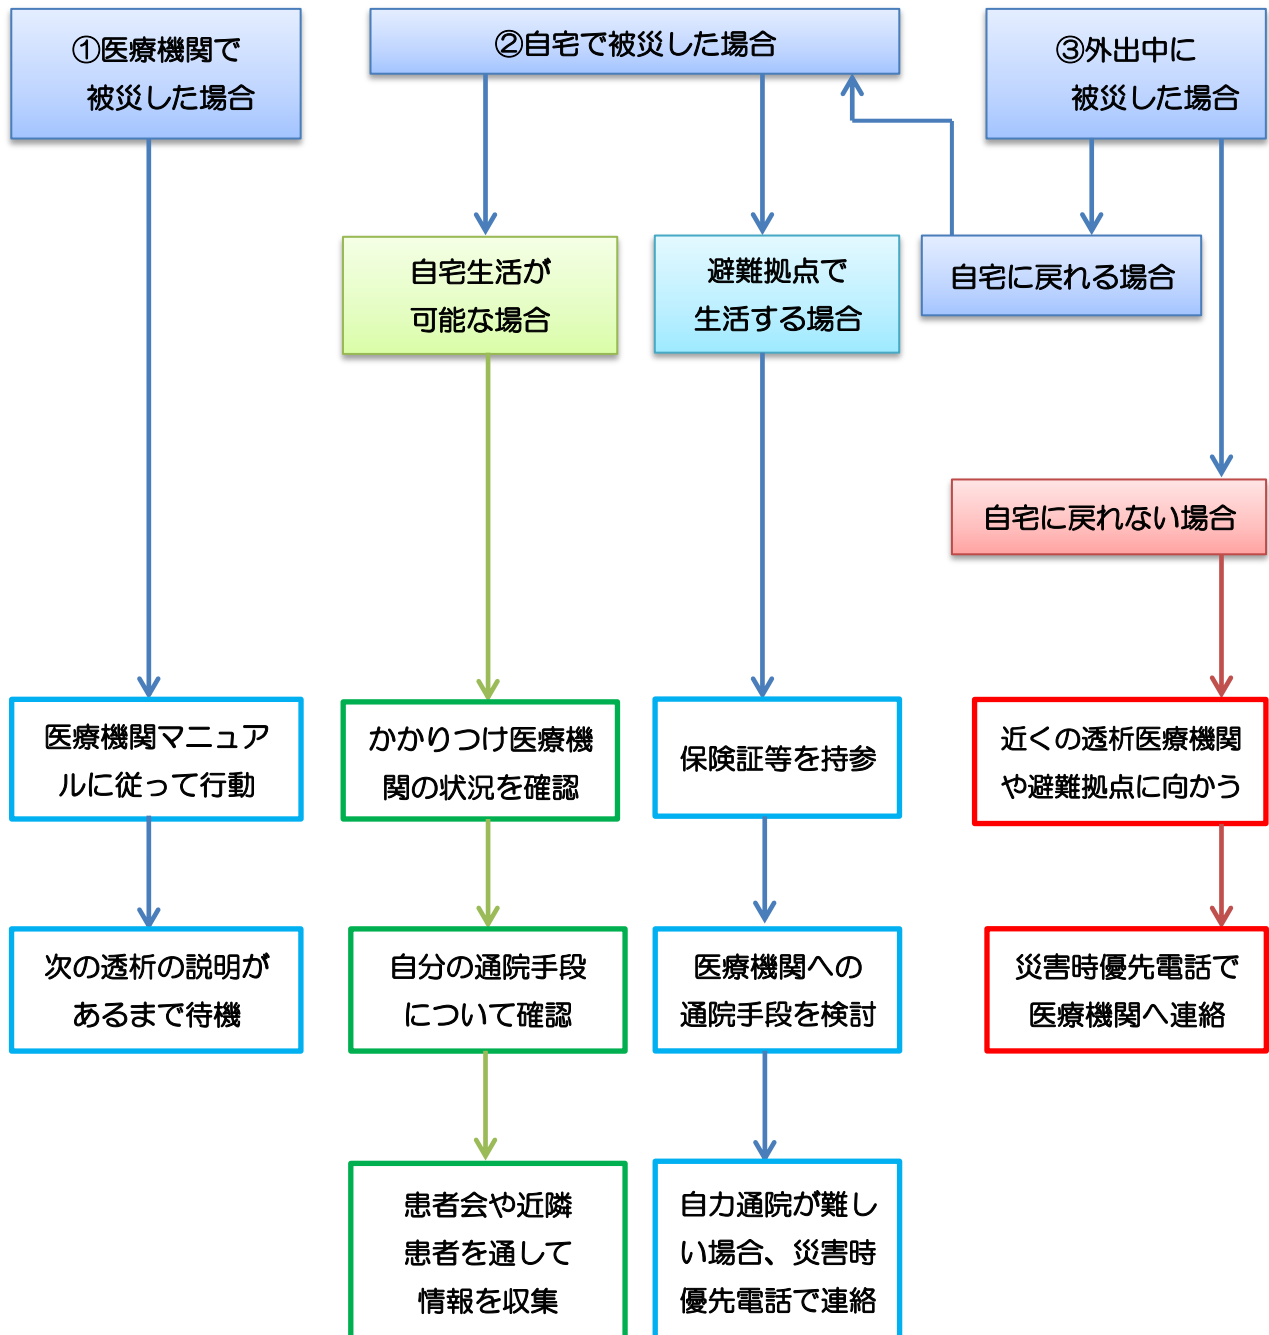 ①医療機関で
被災した場合
②自宅で被災した場合
③外出中に
被災した場合
自宅生活が
可能な場合
避難拠点で
生活する場合
自宅に戻れる場合
自宅に戻れない場合
医療機関マニュア
ルに従って行動
かかりつけ医療機
関の状況を確認
保険証等を持参
近くの透析医療機関
や避難拠点に向かう
次の透析の説明が
あるまで待機
自分の通院手段
について確認
医療機関への
通院手段を検討
災害時優先電話で
医療機関へ連絡
患者会や近隣
患者を通して
情報を収集
自力通院が難し
い場合、災害時
優先電話で連絡